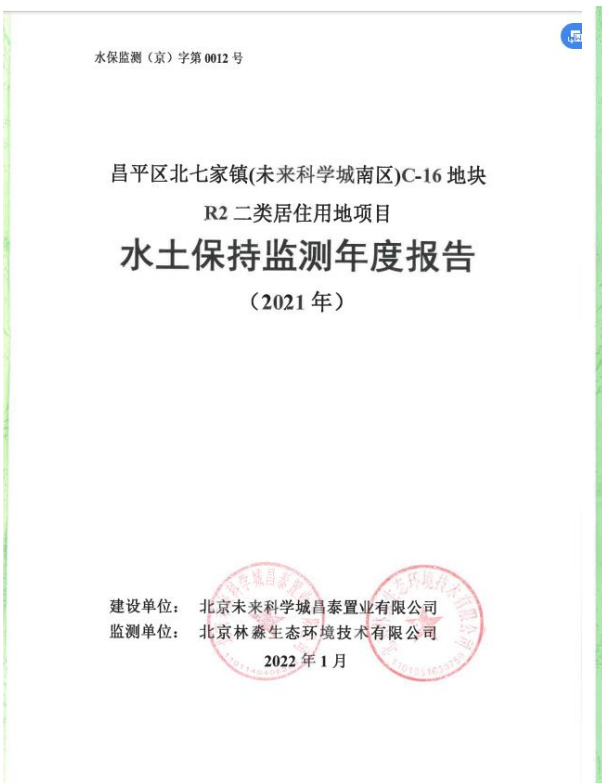 水保监测（京）字第 0012 号
昌平区北七家镇(未来科学城南区)C-16 地块
R2 二类居住用地项目
水土保持监测年度报告
（2021 年）
建设单位： 北京未来科学城昌泰置业有限公司
监测单位： 北京林淼生态环境技术有限公司
2022 年 1 月